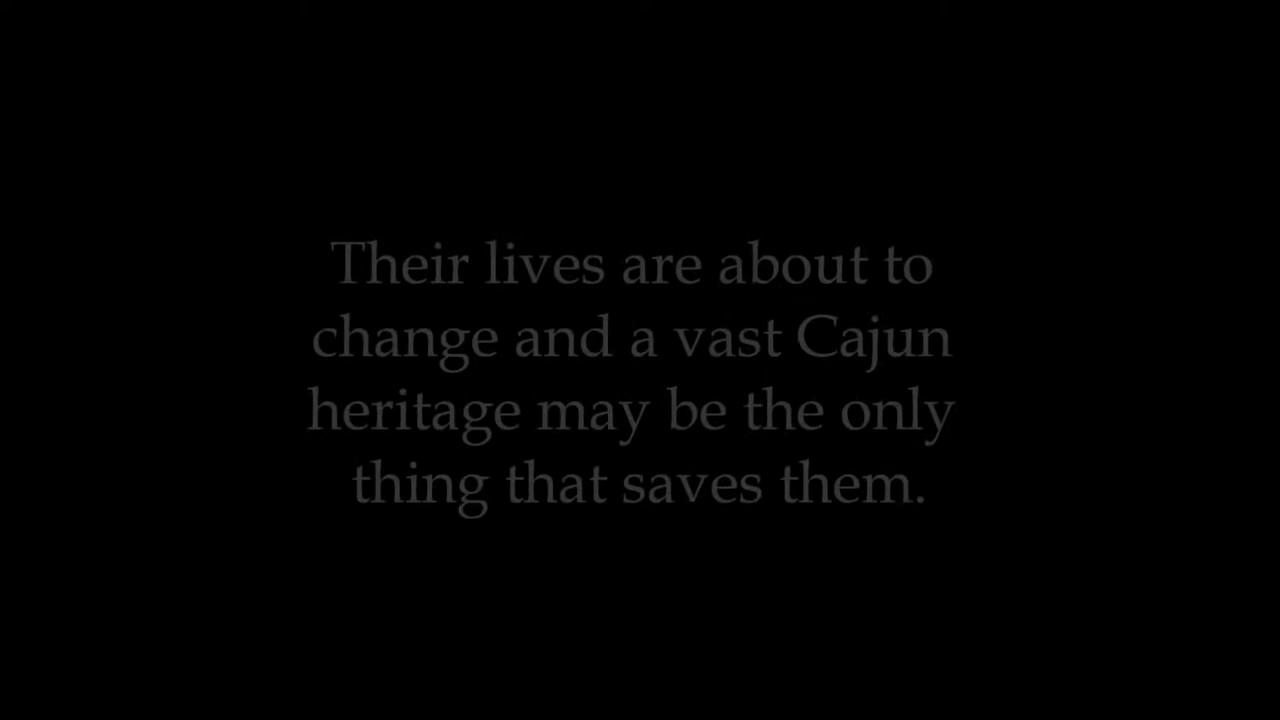 Their lives are about to
change and a vast Cajun
heritage may be the only
thing that saves them.